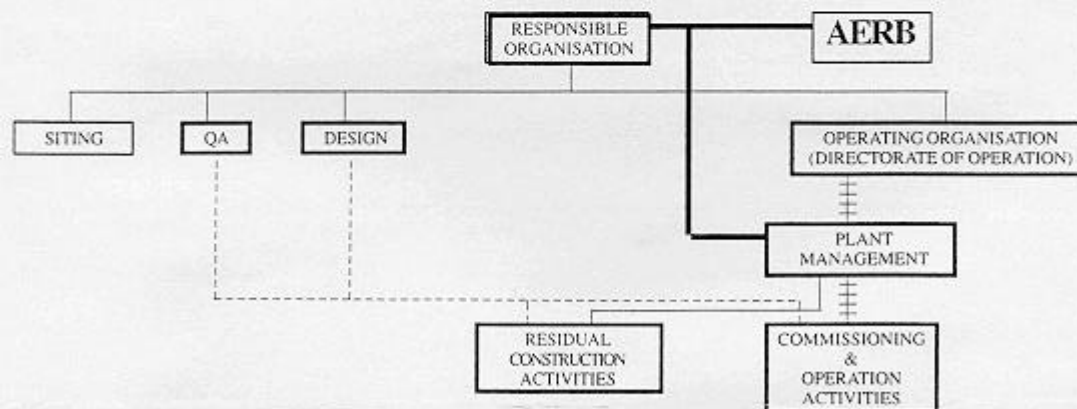 RESPONSIBLE
ORGANISATION
AERB
SITING
QA
DESIGN
OPERATING ORGANISATION
(DIRECTORATE OF OPERATION)
PLANT
MANAGEMENT
RESIDUAL
CONSTRUCTION
ACTIVITIES
COMMISSIONING
&
OPERATION
ACTIVITIES